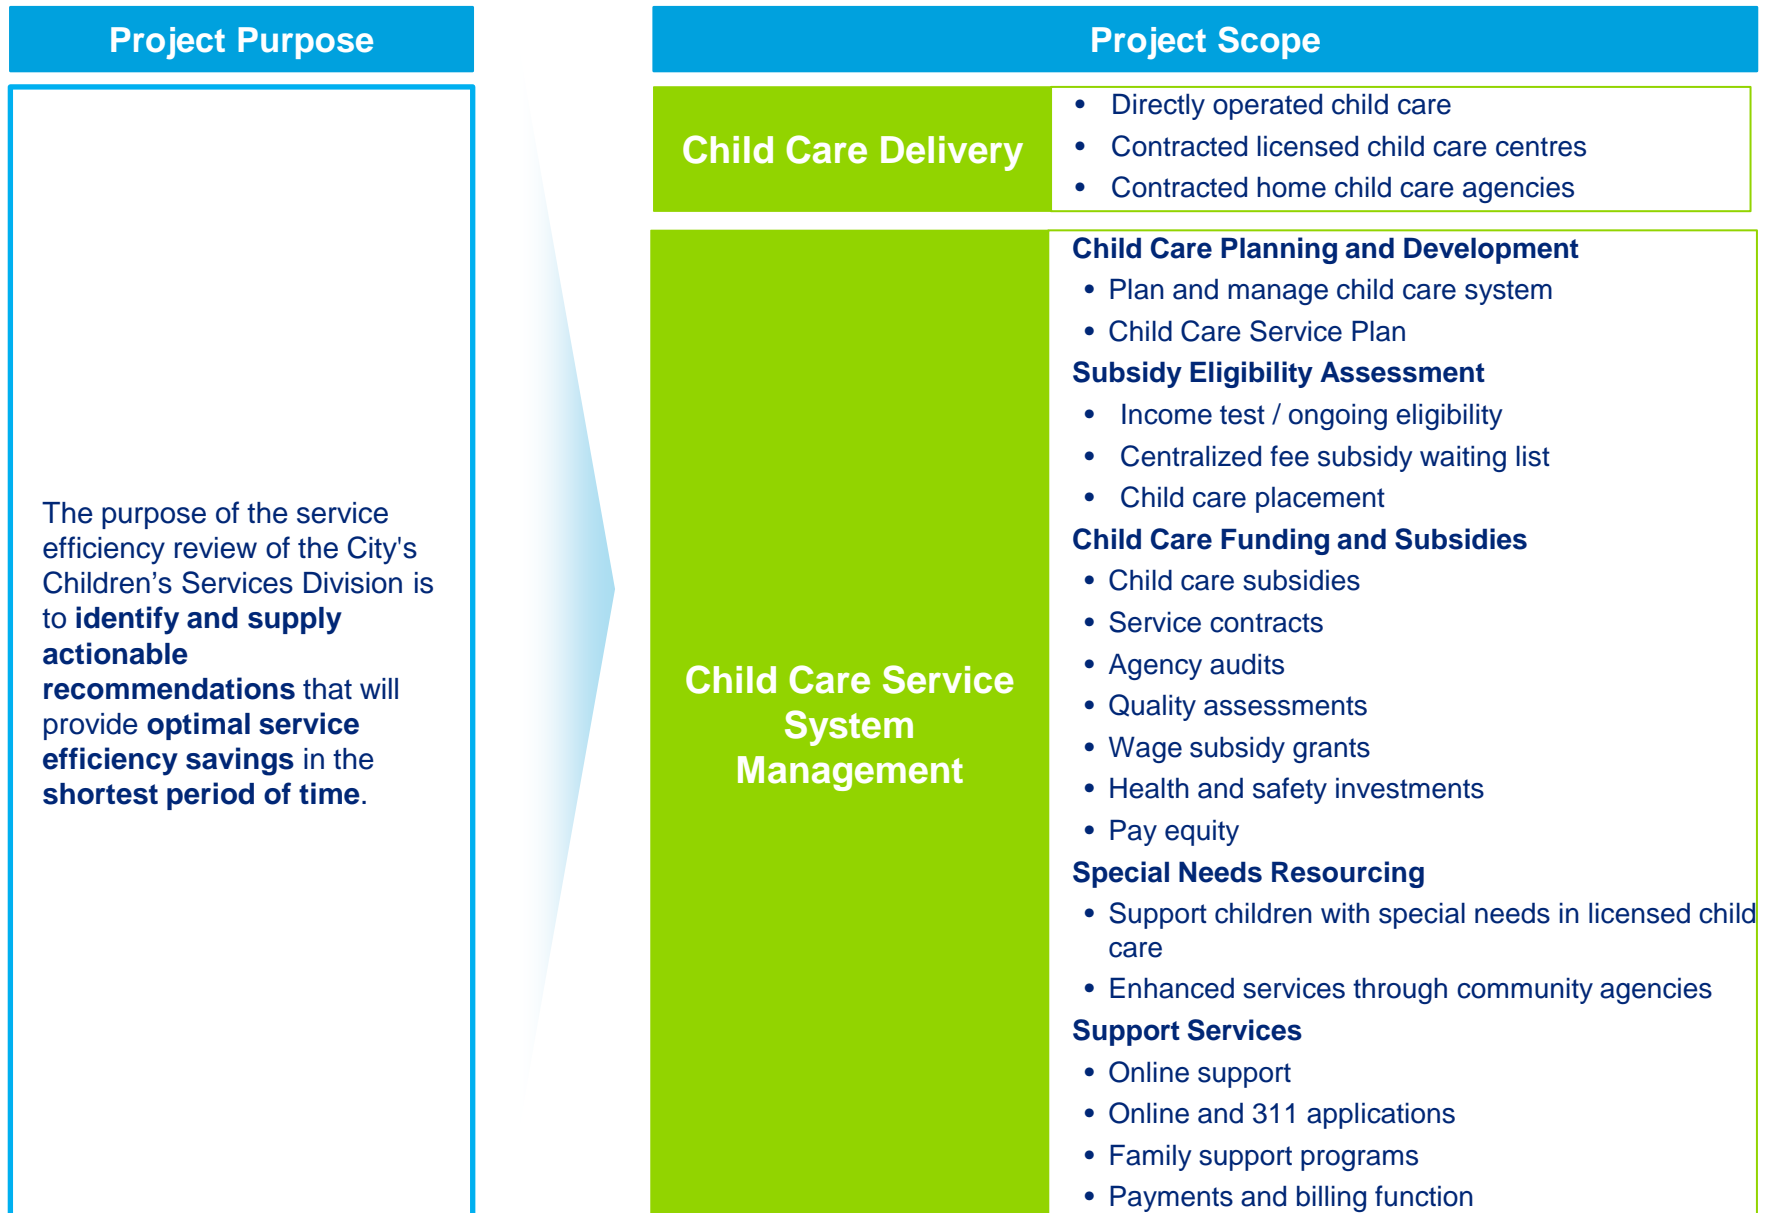 Project Purpose
The purpose of the service
efficiency review of the City's
Children’s Services Division is
to identify and supply
actionable
recommendations that will
provide optimal service
efficiency savings in the
shortest period of time.
Project Scope
Child Care Delivery
• Directly operated child care
• Contracted licensed child care centres
• Contracted home child care agencies
Child Care Service
System
Management
Child Care Planning and Development
• Plan and manage child care system
• Child Care Service Plan
Subsidy Eligibility Assessment
• Income test / ongoing eligibility
• Centralized fee subsidy waiting list
• Child care placement
Child Care Funding and Subsidies
• Child care subsidies
• Service contracts
• Agency audits
• Quality assessments
• Wage subsidy grants
• Health and safety investments
• Pay equity
Special Needs Resourcing
• Support children with special needs in licensed child
care
• Enhanced services through community agencies
Support Services
• Online support
• Online and 311 applications
• Family support programs
• Payments and billing function